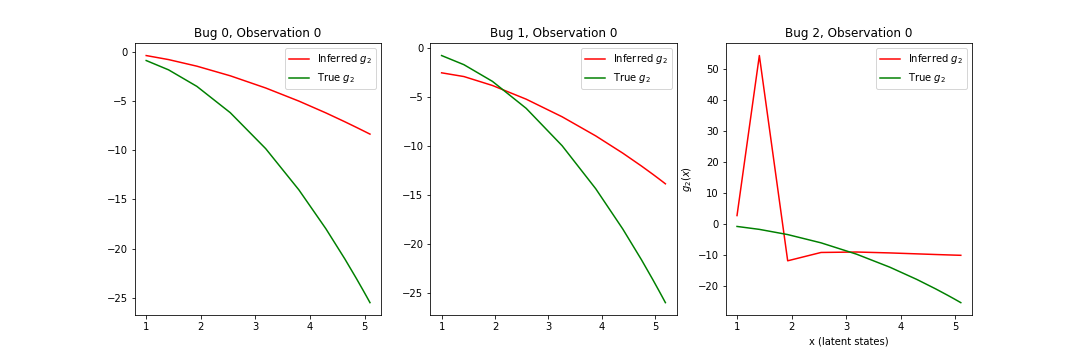 Bug 0, Observation 0
Inferred g₂
True g₂
0
−5
−10
−15
−20
−25
1 2 3 4 5
Bug 1, Observation 0
Inferred g₂
True g₂
0
−5
−10
−15
−20
−25
1 2 3 4 5
Bug 2, Observation 0
Inferred g₂
True g₂
g₂(x)
50
40
30
20
10
0
−10
−20
1 2 3 4 5
x (latent states)